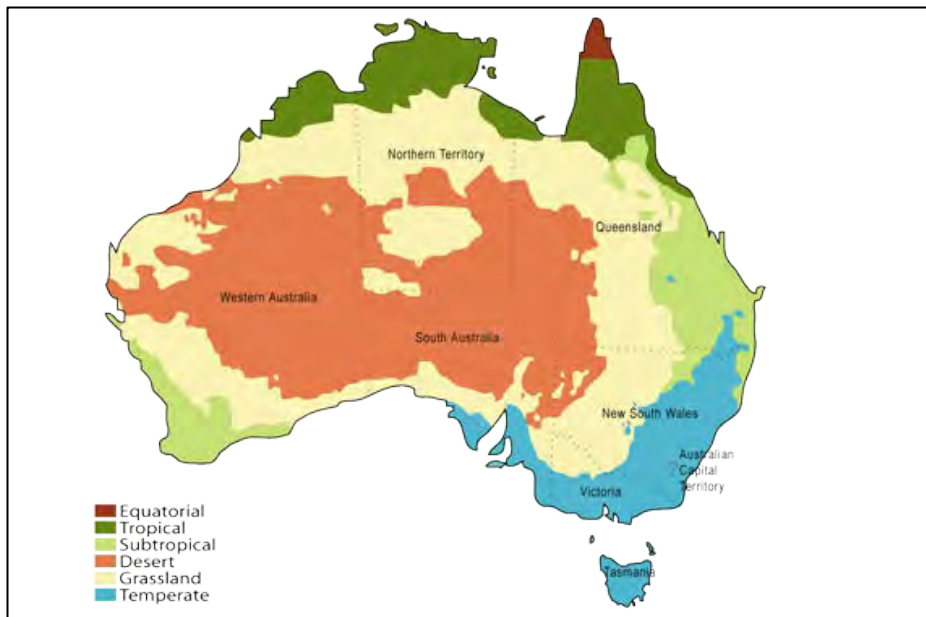 Northern Territory
Queensland
Western Australia
South Australia
New South Wales
Australian
Capital
Territory
Victoria
Tasmania
Equatorial
Tropical
Subtropical
Desert
Grassland
Temperate